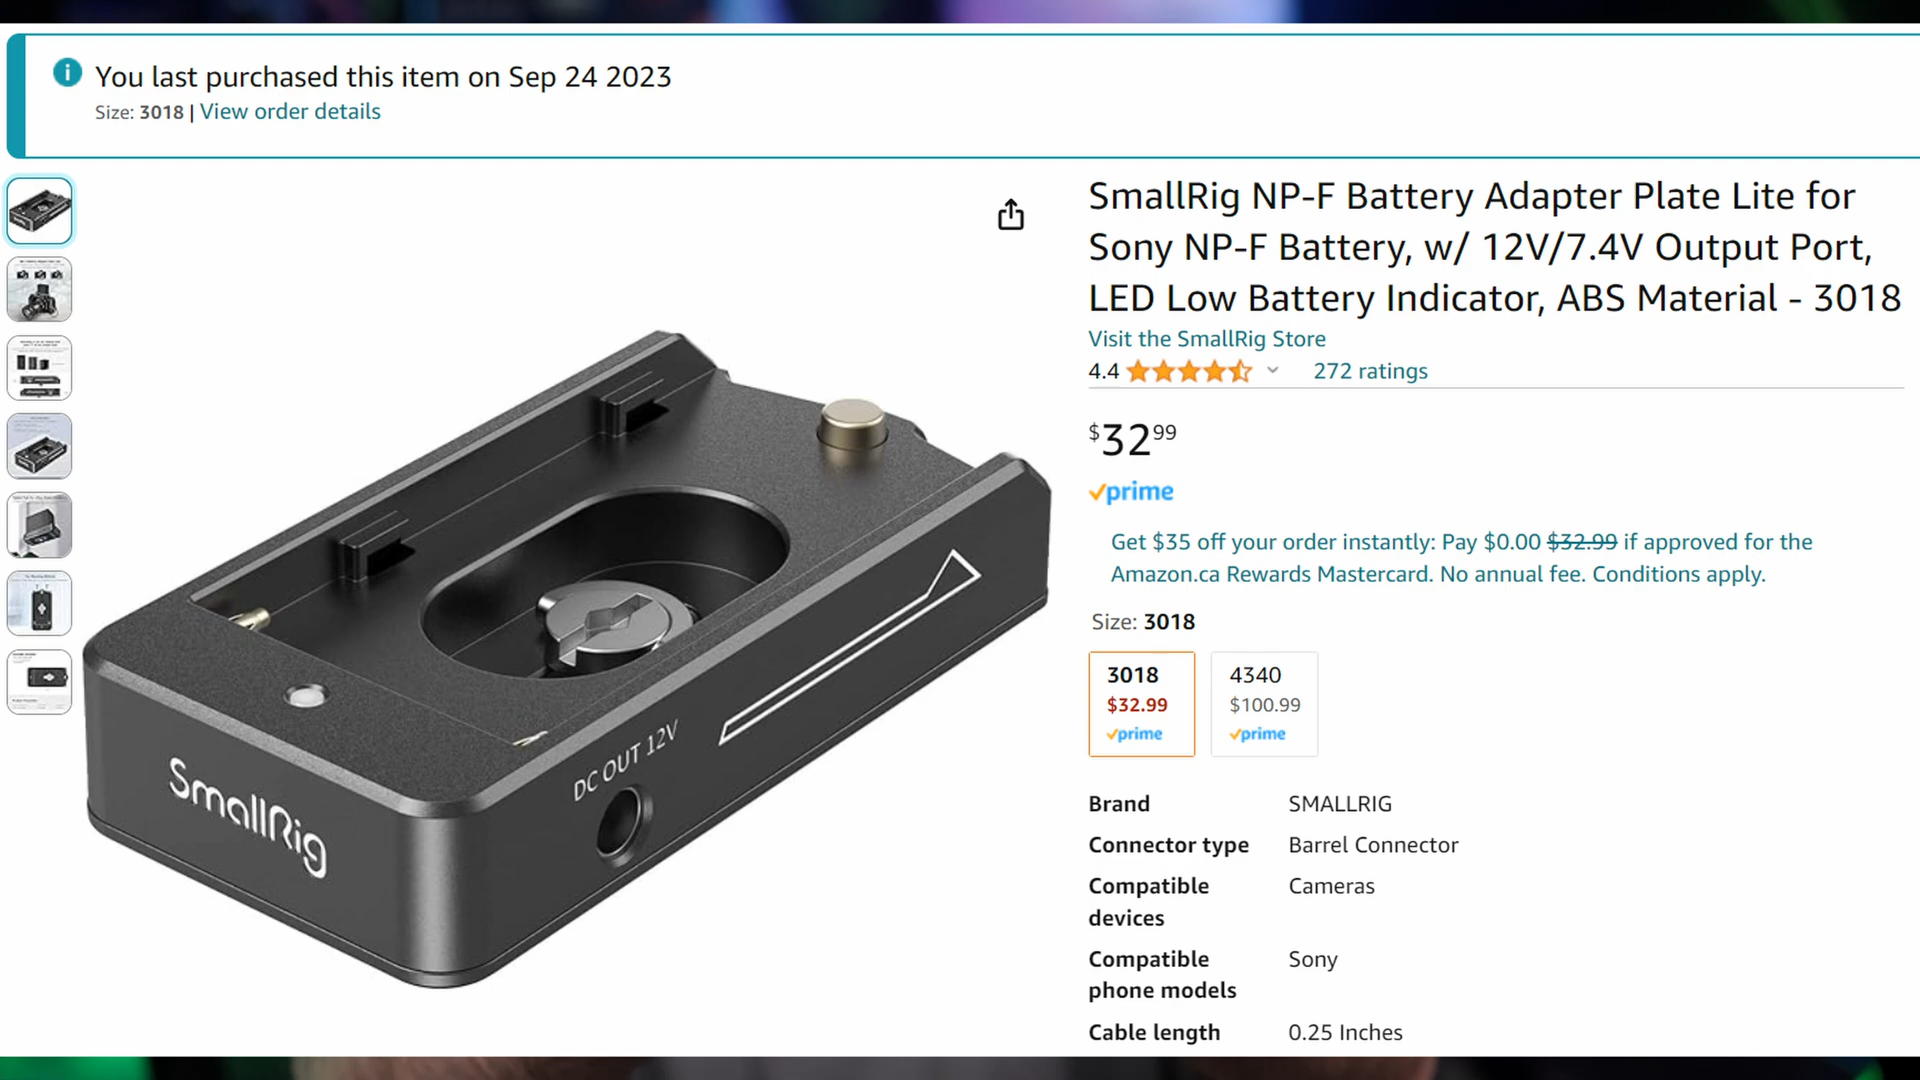 You last purchased this item on Sep 24 2023
Size: 3018 | View order details
SmallRig NP-F Battery Adapter Plate Lite for
Sony NP-F Battery, w/ 12V/7.4V Output Port,
LED Low Battery Indicator, ABS Material - 3018
Visit the SmallRig Store
4.4 272 ratings
$32 99
prime
Get $35 off your order instantly: Pay $0.00 $32.99 if approved for the
Amazon.ca Rewards Mastercard. No annual fee. Conditions apply.
Size: 3018
3018 4340
$32.99 $100.99
prime prime
Brand SMALLRIG
Connector type Barrel Connector
Compatible Cameras
devices
Compatible Sony
phone models
Cable length 0.25 Inches
DC OUT 12V
SmallRig